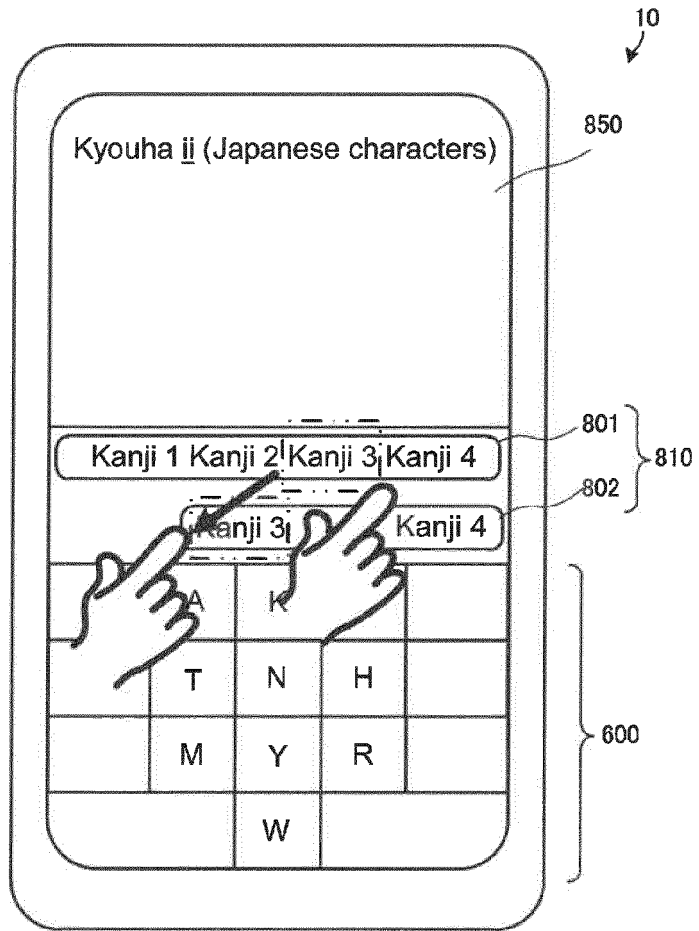 10
Kyouha ii (Japanese characters)
850
801
Kanji 1 Kanji 2 Kanji 3 Kanji 4
810
802
Kanji 3 Kanji 4
A K
T N H
600
M Y R
W